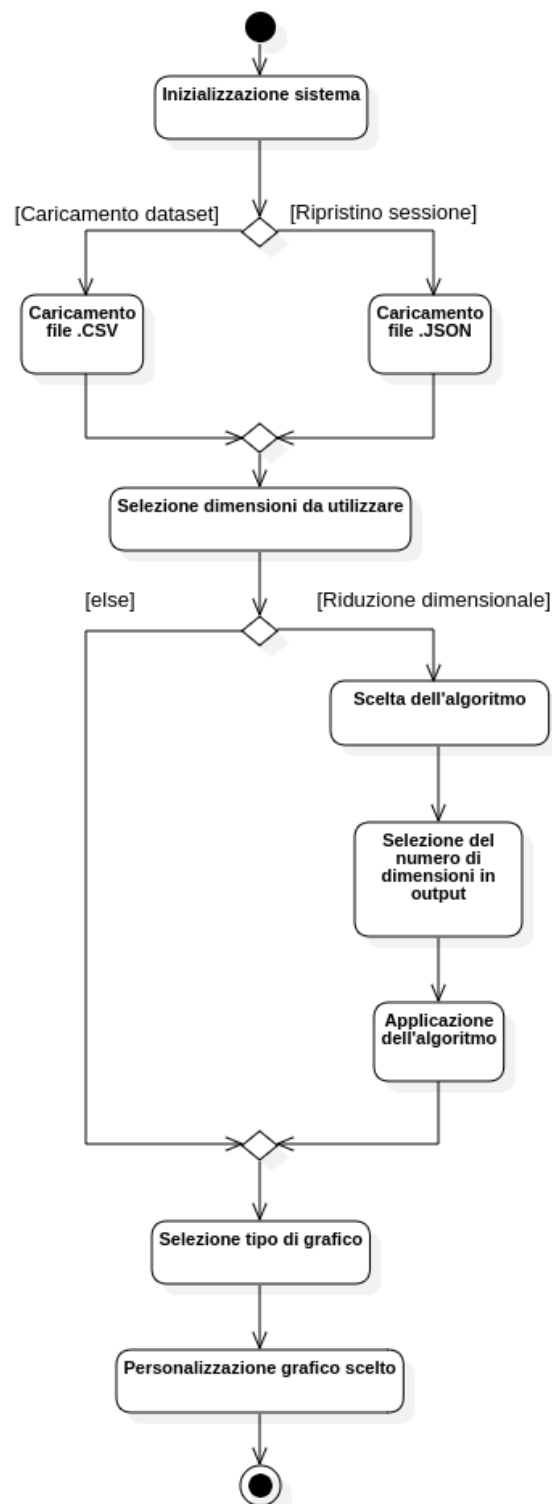 Inizializzazione sistema
[Caricamento dataset]
[Ripristino sessione]
Caricamento
file .CSV
Caricamento
file .JSON
Selezione dimensioni da utilizzare
[else]
[Riduzione dimensionale]
Scelta dell'algoritmo
Selezione del
numero di
dimensioni in
output
Applicazione
dell'algoritmo
Selezione tipo di grafico
Personalizzazione grafico scelto